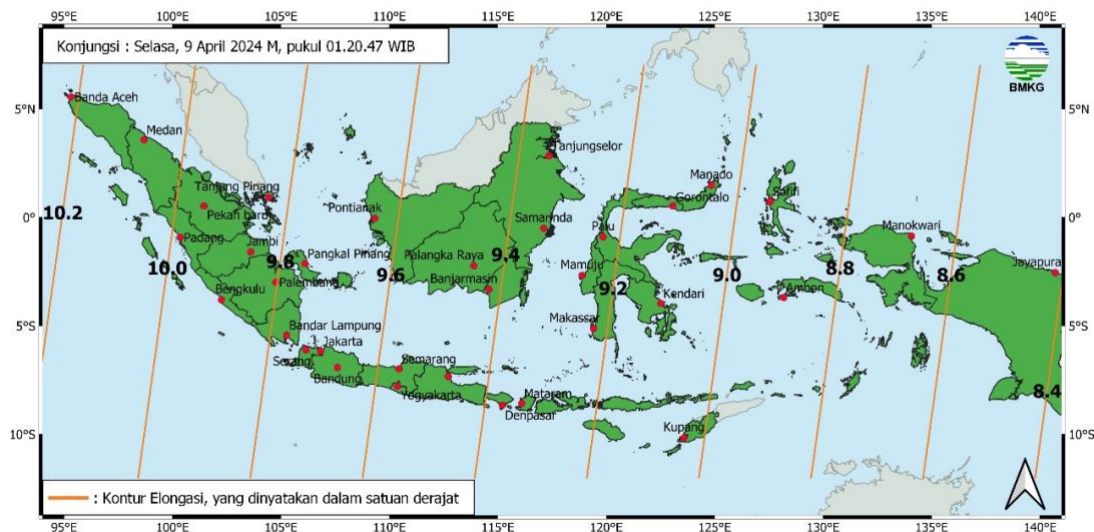 95°E 100°E 105°E 110°E 115°E 120°E 125°E 130°E 135°E 140°E
Konjungsi : Selasa, 9 April 2024 M, pukul 01.20.47 WIB
BMKG
5°N
5°N
Banda Aceh
Medan
Tanjungselor
Tanjung Pinang
Manado
Sofifi
Pekan baru
Pontianak
Gorontalo
10.2
0°
0°
Samarinda
Palu
Manokwari
Padang
Jambi
Pangkal Pinang
Palangka Raya
Jayapura
10.0
9.8
9.6
9.4
9.2
9.0
8.8
8.6
Palembang
Banjarmasin
Mamuju
Bengkulu
Kendari
Ambon
5°S
5°S
Bandar Lampung
Makassar
Serang
Jakarta
Bandung
Semarang
Yogyakarta
Mataram
Denpasar
8.4
Kupang
10°S
10°S
: Kontur Elongasi, yang dinyatakan dalam satuan derajat
95°E 100°E 105°E 110°E 115°E 120°E 125°E 130°E 135°E 140°E